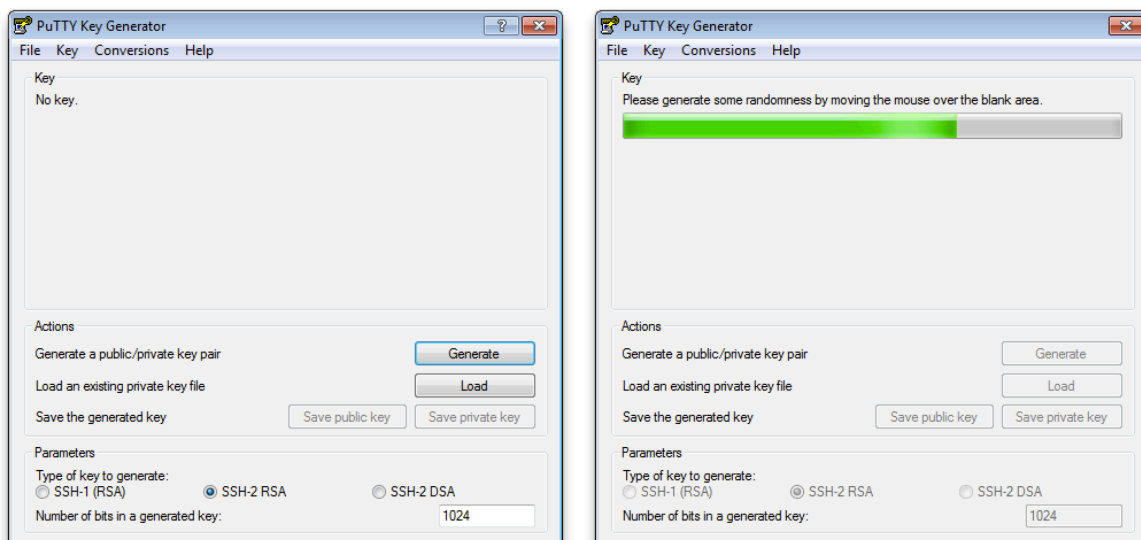 PuTTY Key Generator
File Key Conversions Help
Key
No key.
Actions
Generate a public/private key pair Generate
Load an existing private key file Load
Save the generated key Save public key Save private key
Parameters
Type of key to generate:
SSH-1 (RSA) SSH-2 RSA SSH-2 DSA
Number of bits in a generated key: 1024
PuTTY Key Generator
File Key Conversions Help
Key
Please generate some randomness by moving the mouse over the blank area.
Actions
Generate a public/private key pair Generate
Load an existing private key file Load
Save the generated key Save public key Save private key
Parameters
Type of key to generate:
SSH-1 (RSA) SSH-2 RSA SSH-2 DSA
Number of bits in a generated key: 1024